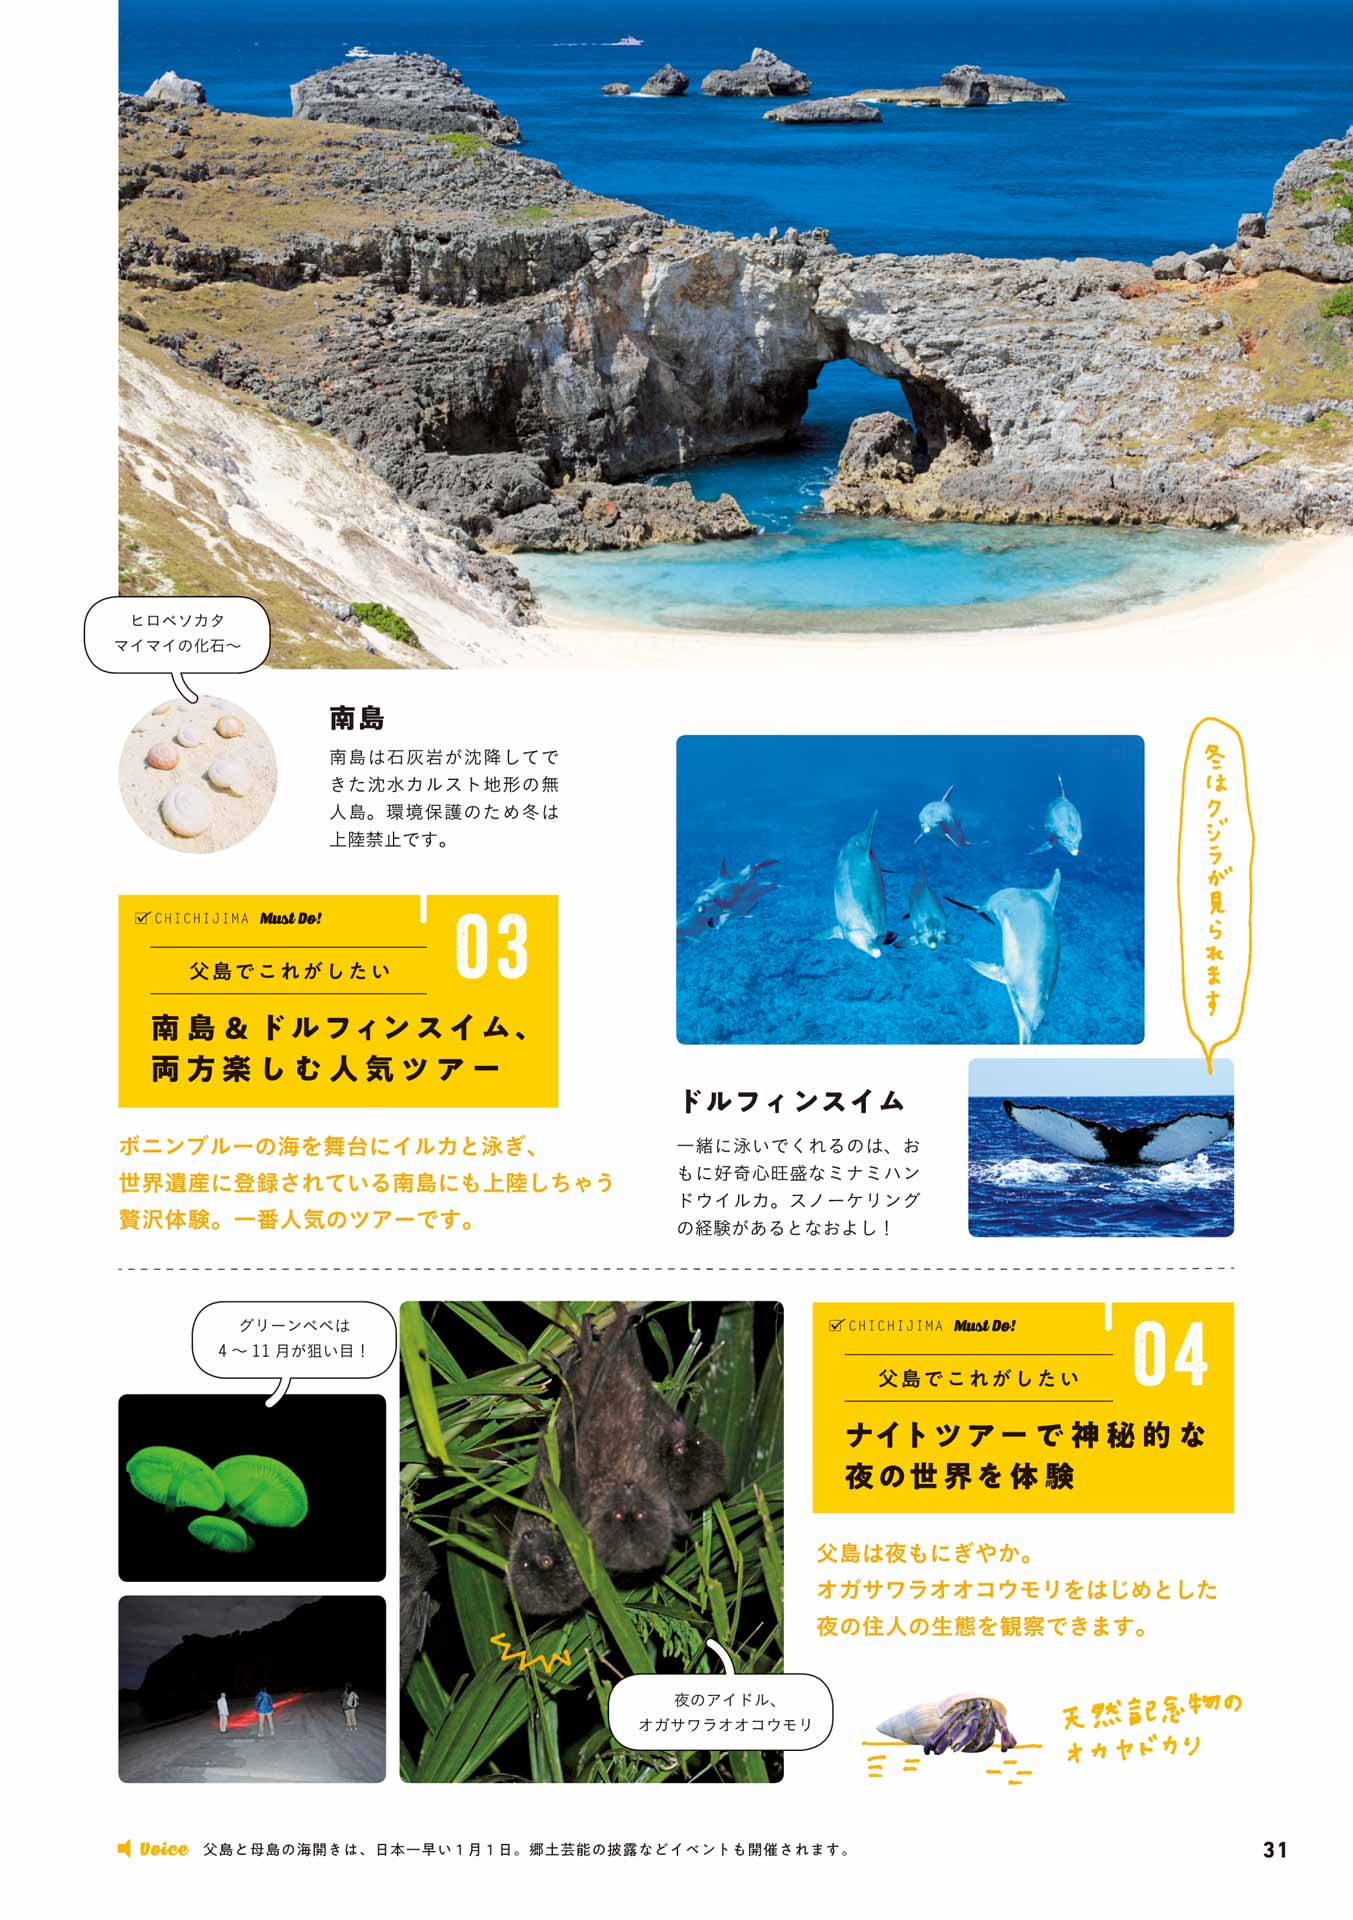 ヒロベソカタ
マイマイの化石〜
南島
南島は石灰岩が沈降してで
きた沈水カルスト地形の無
人島。環境保護のため冬は
上陸禁止です。
冬はクジラが見られます
CHICHIJIMA Must Do!
03
父島でこれがしたい
南島＆ドルフィンスイム、
両方楽しむ人気ツアー
ボニンブルーの海を舞台にイルカと泳ぎ、
世界遺産に登録されている南島にも上陸しちゃう
贅沢体験。一番人気のツアーです。
ドルフィンスイム
一緒に泳いでくれるのは、お
もに好奇心旺盛なミナミハン
ドウイルカ。スノーケリング
の経験があるとなおよし！
グリーンペペは
4〜11月が狙い目！
CHICHIJIMA Must Do!
04
父島でこれがしたい
ナイトツアーで神秘的な
夜の世界を体験
父島は夜もにぎやか。
オガサワラオオコウモリをはじめとした
夜の住人の生態を観察できます。
夜のアイドル、
オガサワラオオコウモリ
天然記念物の
オカヤドカリ
Voice 父島と母島の海開きは、日本一早い1月1日。郷土芸能の披露などイベントも開催されます。
31